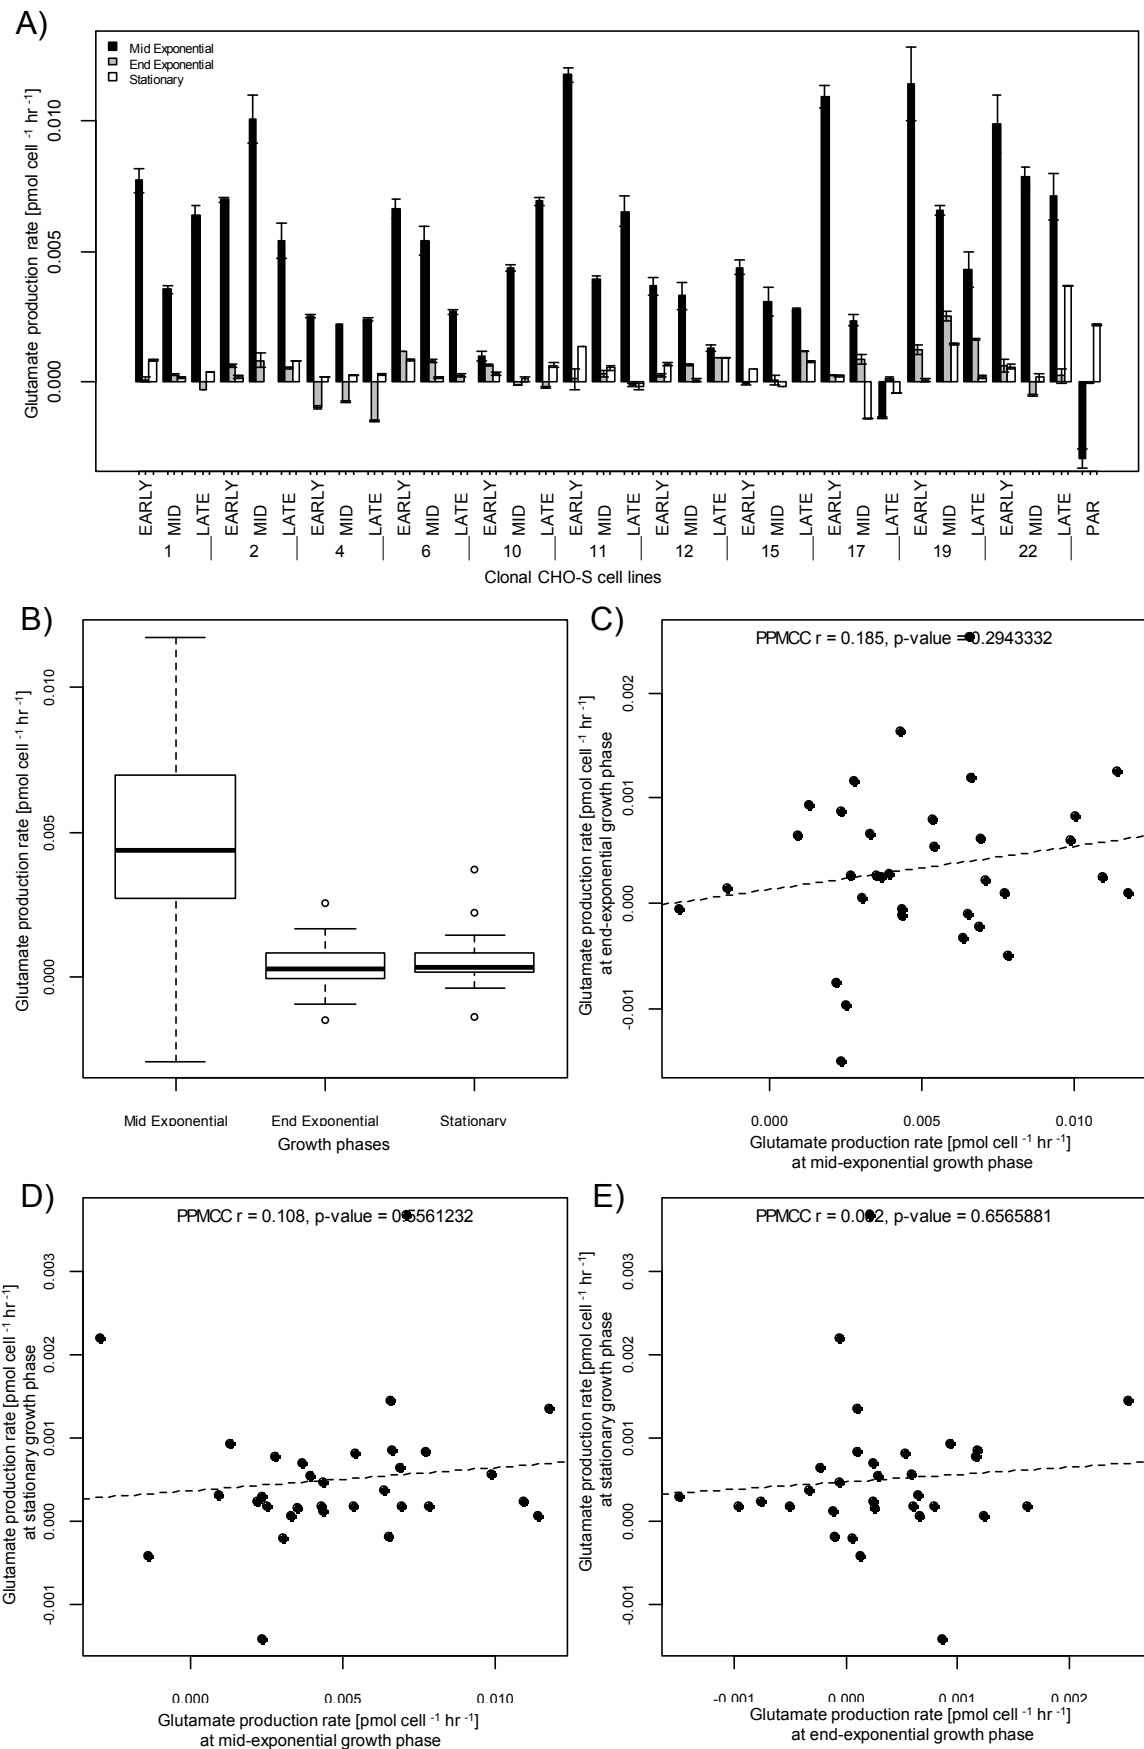 A)
Mid Exponential
End Exponential
Stationary
Glutamate production rate [pmol cell -1 hr -1]
0.010
0.005
0.000
EARLY MID LATE EARLY MID LATE EARLY MID LATE EARLY MID LATE EARLY MID LATE EARLY MID LATE EARLY MID LATE EARLY MID LATE EARLY MID LATE EARLY MID LATE EARLY MID LATE PAR
1 2 4 6 10 11 12 15 17 19 22
Clonal CHO-S cell lines
B)
Glutamate production rate [pmol cell -1 hr -1]
0.010
0.005
0.000
Mid Exponential End Exponential Stationary
Growth phases
C)
PPMCC r = 0.185, p-value = 0.2943332
Glutamate production rate [pmol cell -1 hr -1]
at end-exponential growth phase
0.002
0.001
0.000
-0.001
0.000 0.005 0.010
Glutamate production rate [pmol cell -1 hr -1]
at mid-exponential growth phase
D)
PPMCC r = 0.108, p-value =
Glutamate production rate [pmol cell -1 hr -1]
at stationary growth phase
0.003
0.002
0.001
0.000
-0.001
0.000 0.005 0.010
Glutamate production rate [pmol cell -1 hr -1]
at mid-exponential growth phase
E)
PPMCC r = , p-value = 0.6565881
Glutamate production rate [pmol cell -1 hr -1]
at stationary growth phase
0.003
0.002
0.001
0.000
-0.001
-0.001 0.000 0.001 0.002
Glutamate production rate [pmol cell -1 hr -1]
at end-exponential growth phase